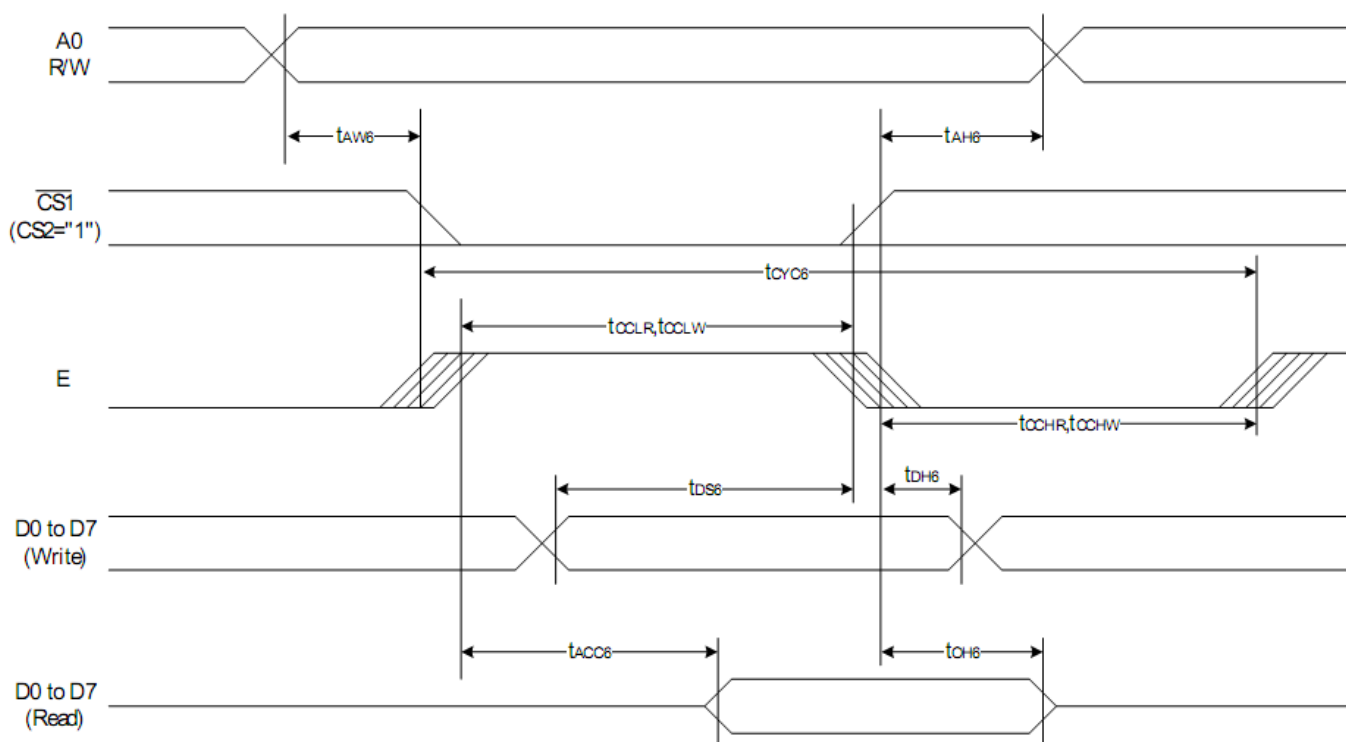 A0
R/W
tAW6
tAH6
CS1
(CS2="1")
tCYC6
tCCLR,tCCLW
E
tCCHR,tCCHW
tDS6
tDH6
D0 to D7
(Write)
tACC6
tOH6
D0 to D7
(Read)